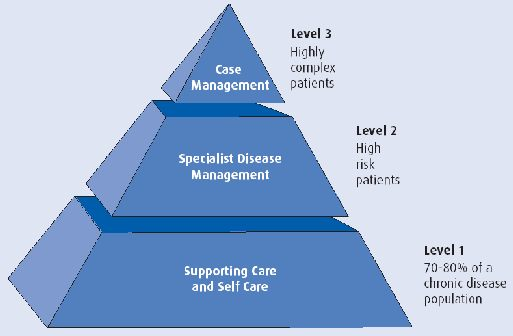 Level 3
Highly
complex
patients
Case
Management
Level 2
High
risk
patients
Specialist Disease
Management
Level 1
70-80% of a
chronic disease
population
Supporting Care
and Self Care